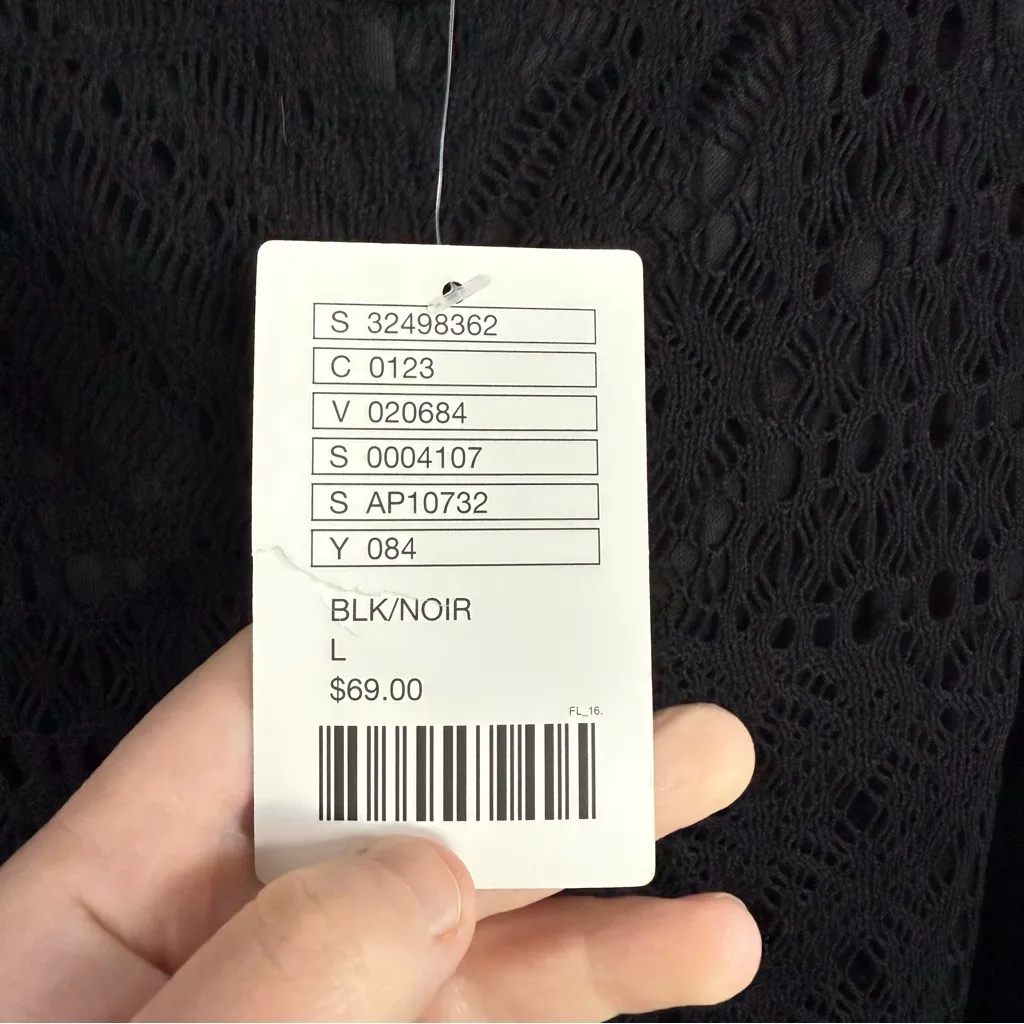 S 32498362
C 0123
V 020684
S 0004107
S AP10732
Y 084
BLK/NOIR
L
$69.00
FL_16.